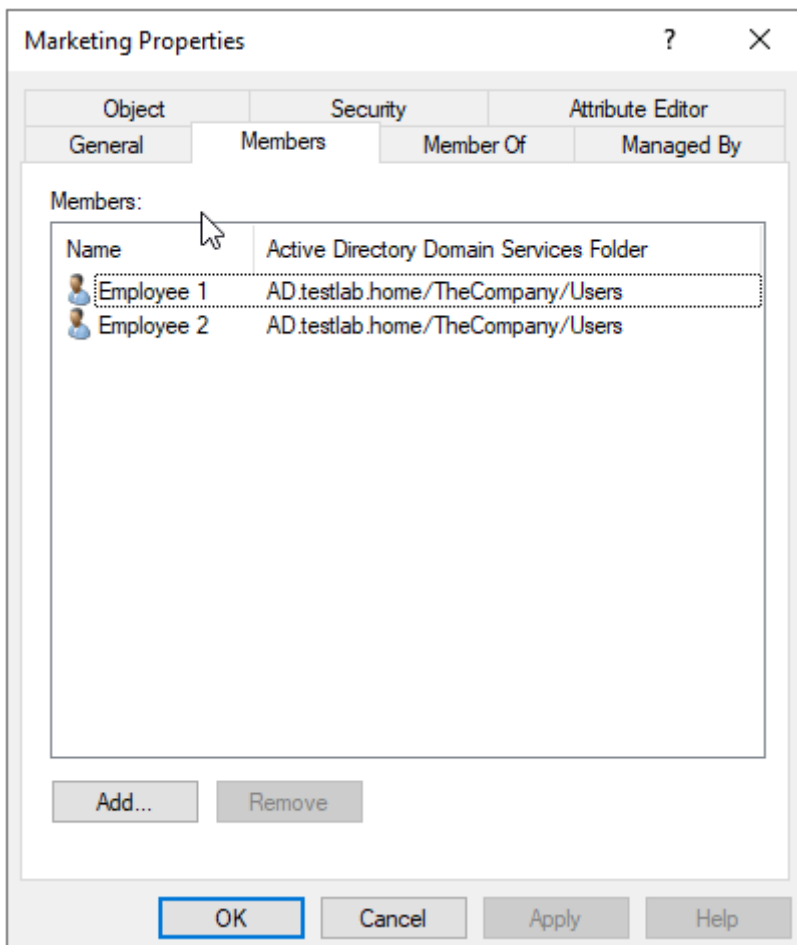 Marketing Properties ? ✕
Object Security Attribute Editor
General Members Member Of Managed By
Members:
Name Active Directory Domain Services Folder
Employee 1 AD.testlab.home/TheCompany/Users
Employee 2 AD.testlab.home/TheCompany/Users
Add... Remove
OK Cancel Apply Help